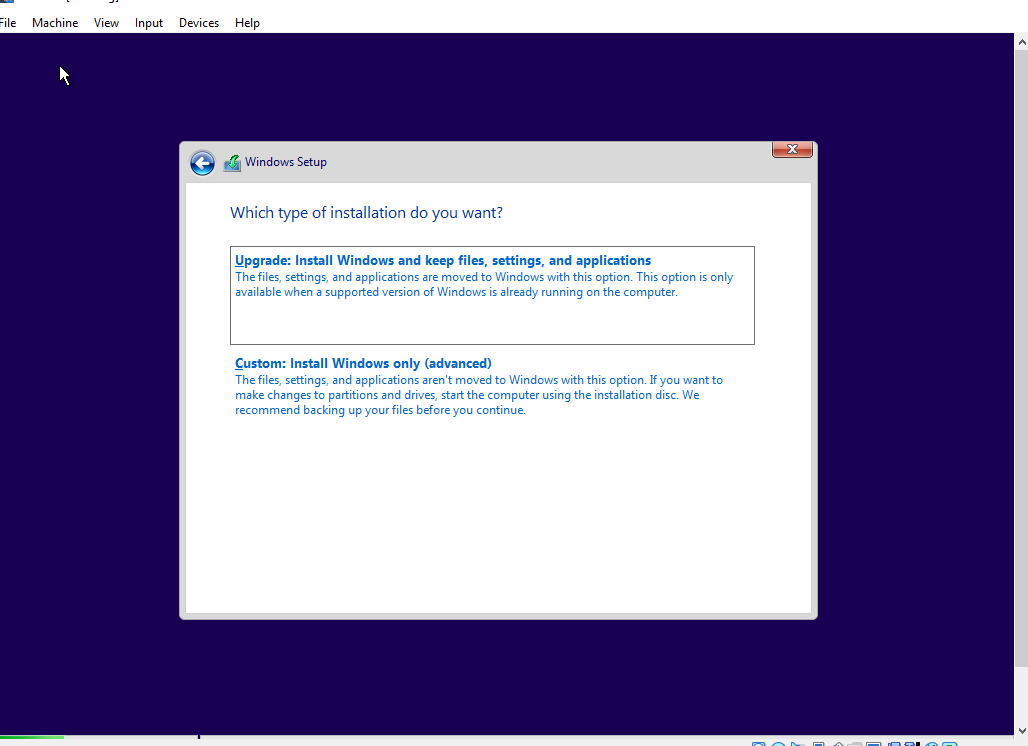 File Machine View Input Devices Help
Windows Setup
Which type of installation do you want?
Upgrade: Install Windows and keep files, settings, and applications
The files, settings, and applications are moved to Windows with this option. This option is only
available when a supported version of Windows is already running on the computer.
Custom: Install Windows only (advanced)
The files, settings, and applications aren't moved to Windows with this option. If you want to
make changes to partitions and drives, start the computer using the installation disc. We
recommend backing up your files before you continue.